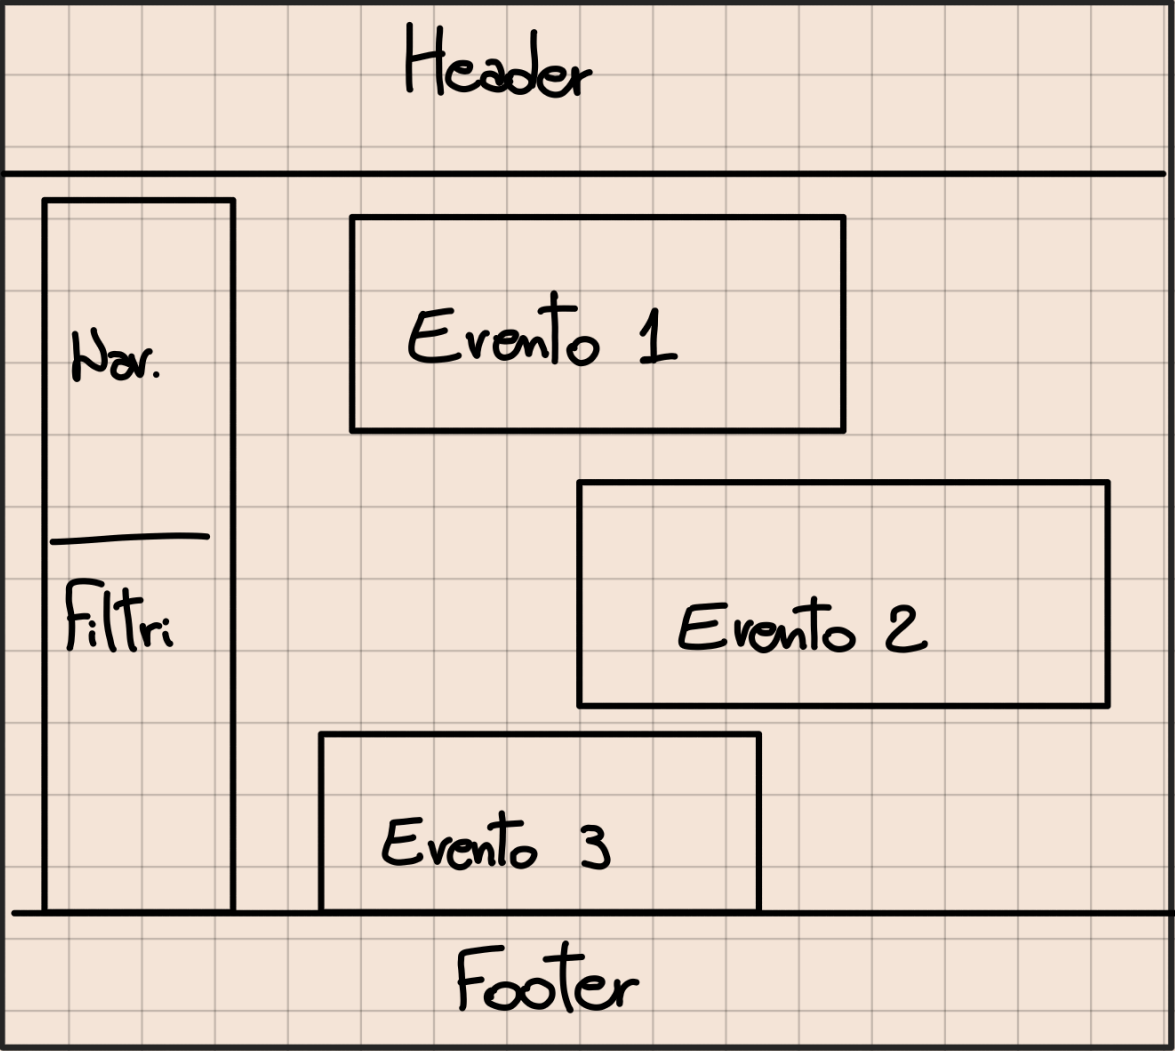 Header
Nav.
Filtri
Evento 1
Evento 2
Evento 3
Footer